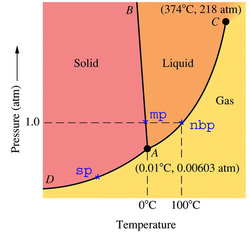 B
(374°C, 218 atm)
C
Solid
Liquid
Gas
Pressure (atm)
1.0
mp
nbp
A
(0.01°C, 0.00603 atm)
sp
D
0°C
100°C
Temperature